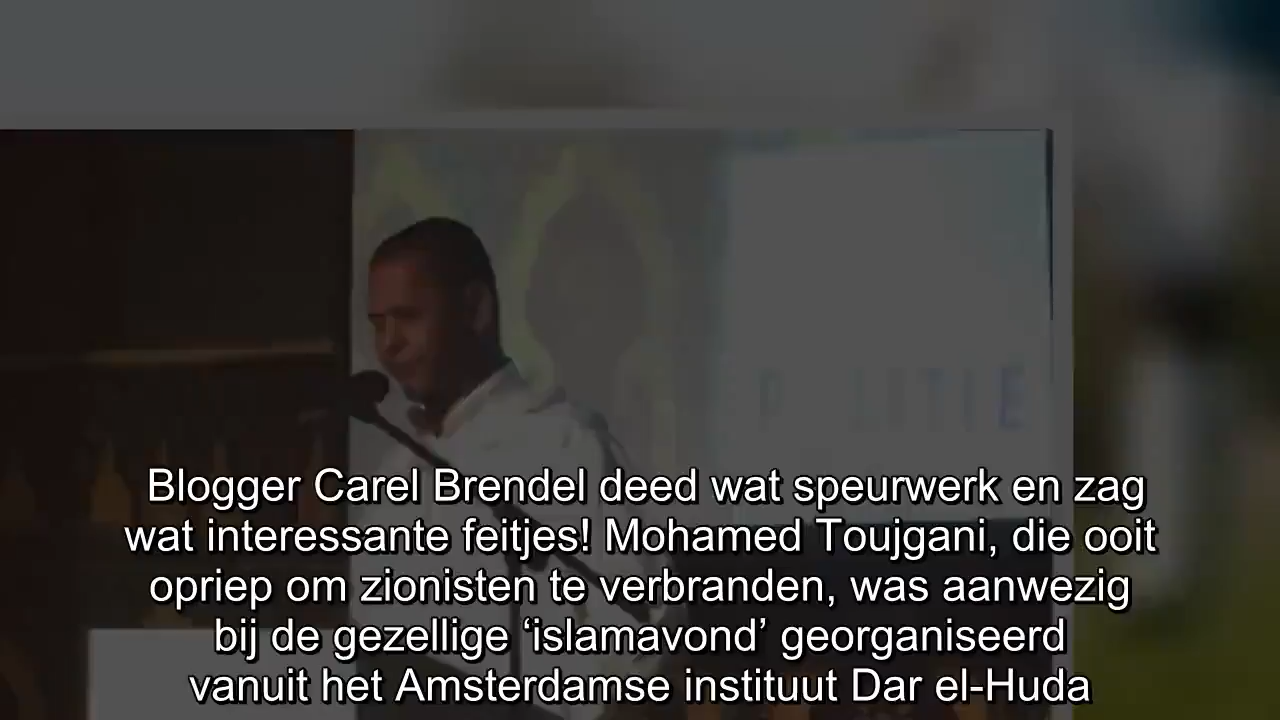 POLITIE
Blogger Carel Brendel deed wat speurwerk en zag
wat interessante feitjes! Mohamed Toujgani, die ooit
opriep om zionisten te verbranden, was aanwezig
bij de gezellige ‘islamavond’ georganiseerd
vanuit het Amsterdamse instituut Dar el-Huda